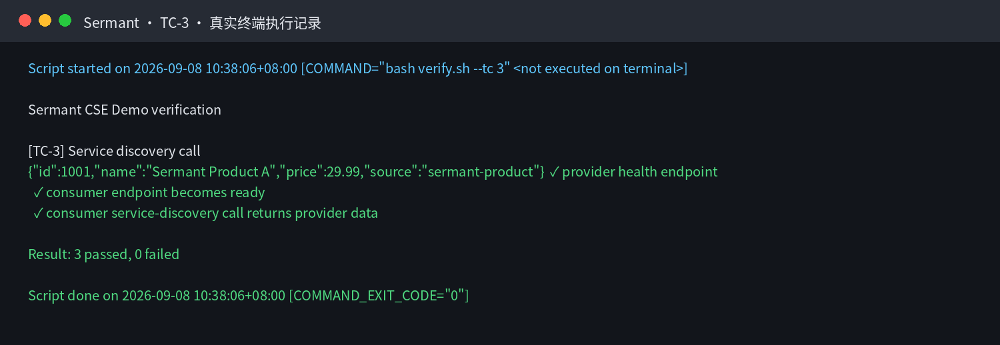 Sermant · TC-3 · 真实终端执行记录
Script started on 2026-09-08 10:38:06+08:00 [COMMAND="bash verify.sh --tc 3" <not executed on terminal>]
Sermant CSE Demo verification
[TC-3] Service discovery call
{"id":1001,"name":"Sermant Product A","price":29.99,"source":"sermant-product"} ✓ provider health endpoint
✓ consumer endpoint becomes ready
✓ consumer service-discovery call returns provider data
Result: 3 passed, 0 failed
Script done on 2026-09-08 10:38:06+08:00 [COMMAND_EXIT_CODE="0"]